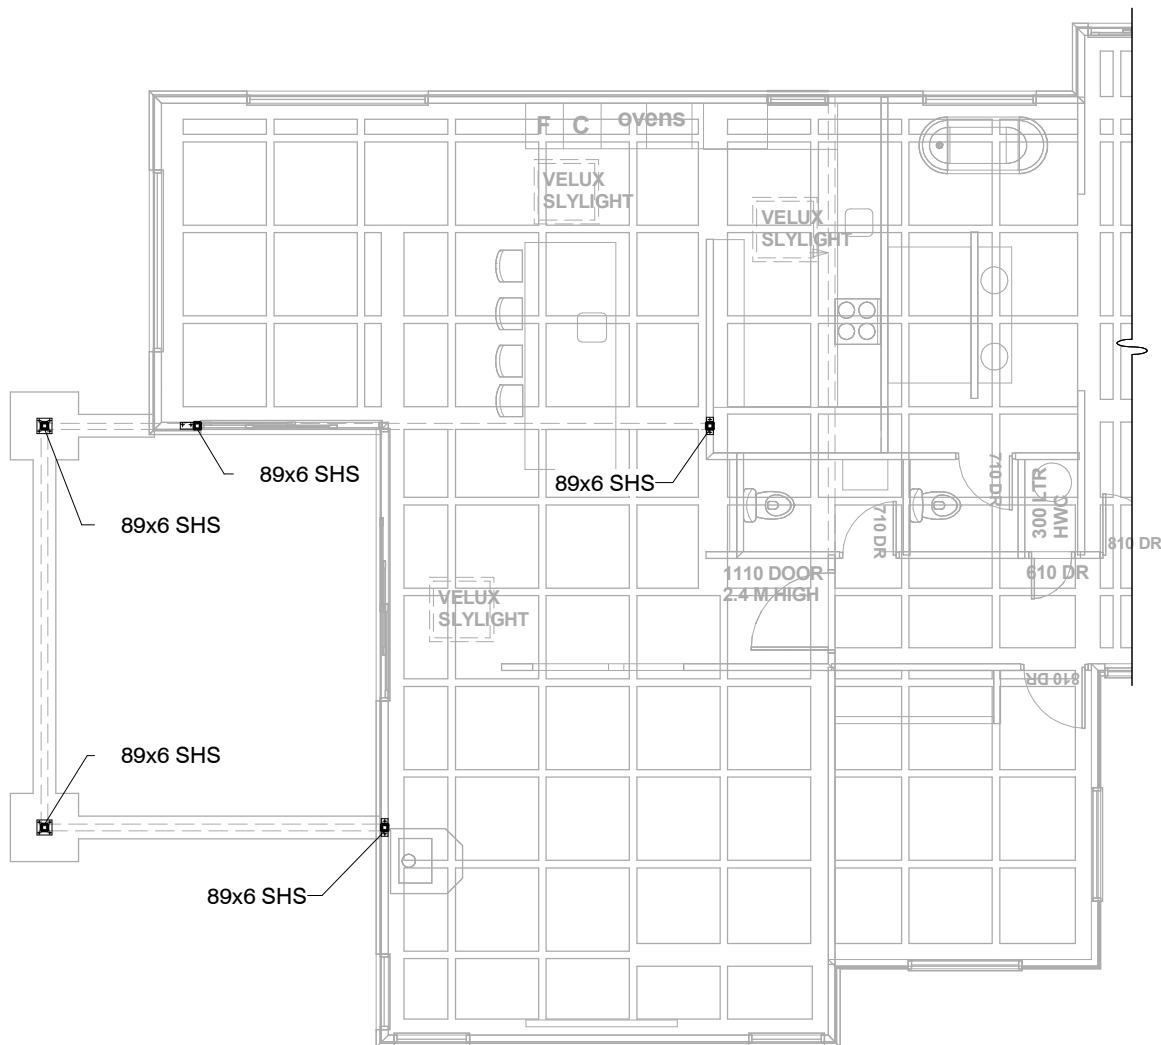 F C ovens
VELUX
SLYLIGHT
VELUX
SLYLIGHT
89x6 SHS
89x6 SHS
89x6 SHS
710 DR
300 LTR
HWC
710 DR
810 DR
1110 DOOR
2.4 M HIGH
610 DR
VELUX
SLYLIGHT
810 DR
89x6 SHS
89x6 SHS